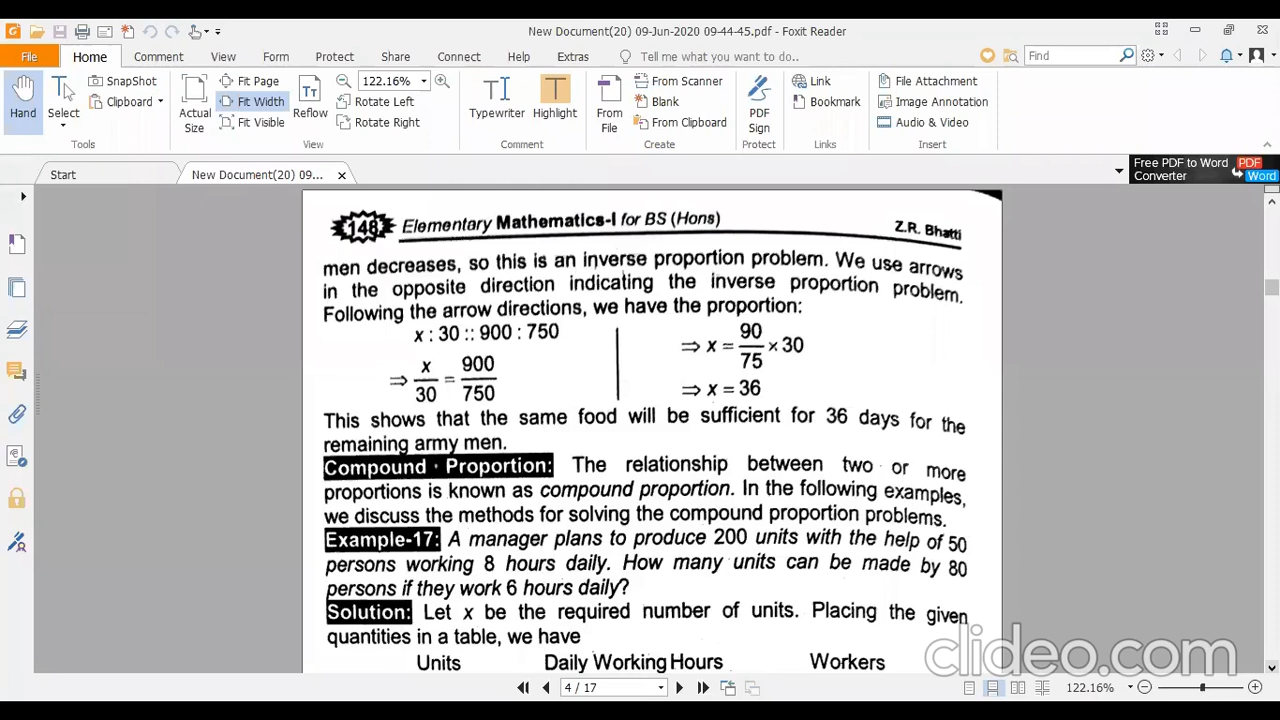 New Document(20) 09-Jun-2020 09-44-45.pdf - Foxit Reader
File Home Comment View Form Protect Share Connect Help Extras Tell me what you want to do.. Find
Hand
Select
SnapShot
Clipboard
Tools
Actual Size
Fit Page
Fit Width
Fit Visible
Reflow
122.16%
Rotate Left
Rotate Right
View
Typewriter
Highlight
Comment
From File
From Scanner
Blank
From Clipboard
Create
PDF Sign
Protect
Link
Bookmark
Links
File Attachment
Image Annotation
Audio & Video
Insert
Start
New Document(20) 09...
Free PDF to Word
Converter
PDF
Word
148 Elementary Mathematics-I for BS (Hons) Z.R. Bhatti
men decreases, so this is an inverse proportion problem. We use arrows
in the opposite direction indicating the inverse proportion problem.
Following the arrow directions, we have the proportion:
x : 30 :: 900 : 750
⇒ x/30 = 900/750
⇒ x = 90/75 × 30
⇒ x = 36
This shows that the same food will be sufficient for 36 days for the
remaining army men.
Compound · Proportion: The relationship between two or more
proportions is known as compound proportion. In the following examples,
we discuss the methods for solving the compound proportion problems.
Example-17: A manager plans to produce 200 units with the help of 50
persons working 8 hours daily. How many units can be made by 80
persons if they work 6 hours daily?
Solution: Let x be the required number of units. Placing the given
quantities in a table, we have
Units Daily Working Hours Workers
clideo.com
4 / 17
122.16%